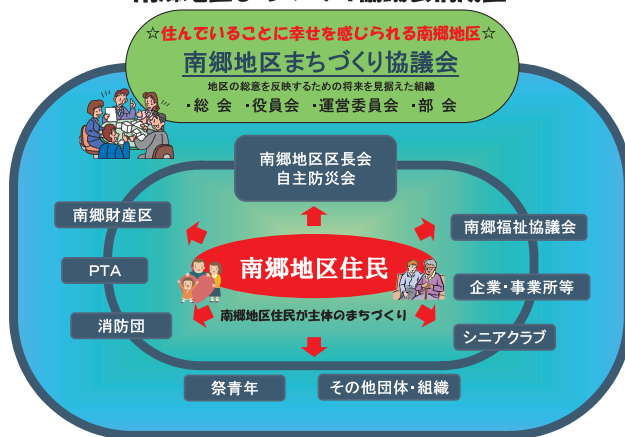 ☆住んでいることに幸せを感じられる南郷地区☆
南郷地区まちづくり協議会
地区の総意を反映するための将来を見据えた組織
・総 会 ・役員会 ・運営委員会 ・部 会
南郷地区区長会
自主防災会
南郷財産区
南郷福祉協議会
南郷地区住民
PTA
企業・事業所等
南郷地区住民が主体のまちづくり
消防団
シニアクラブ
祭青年
その他団体・組織